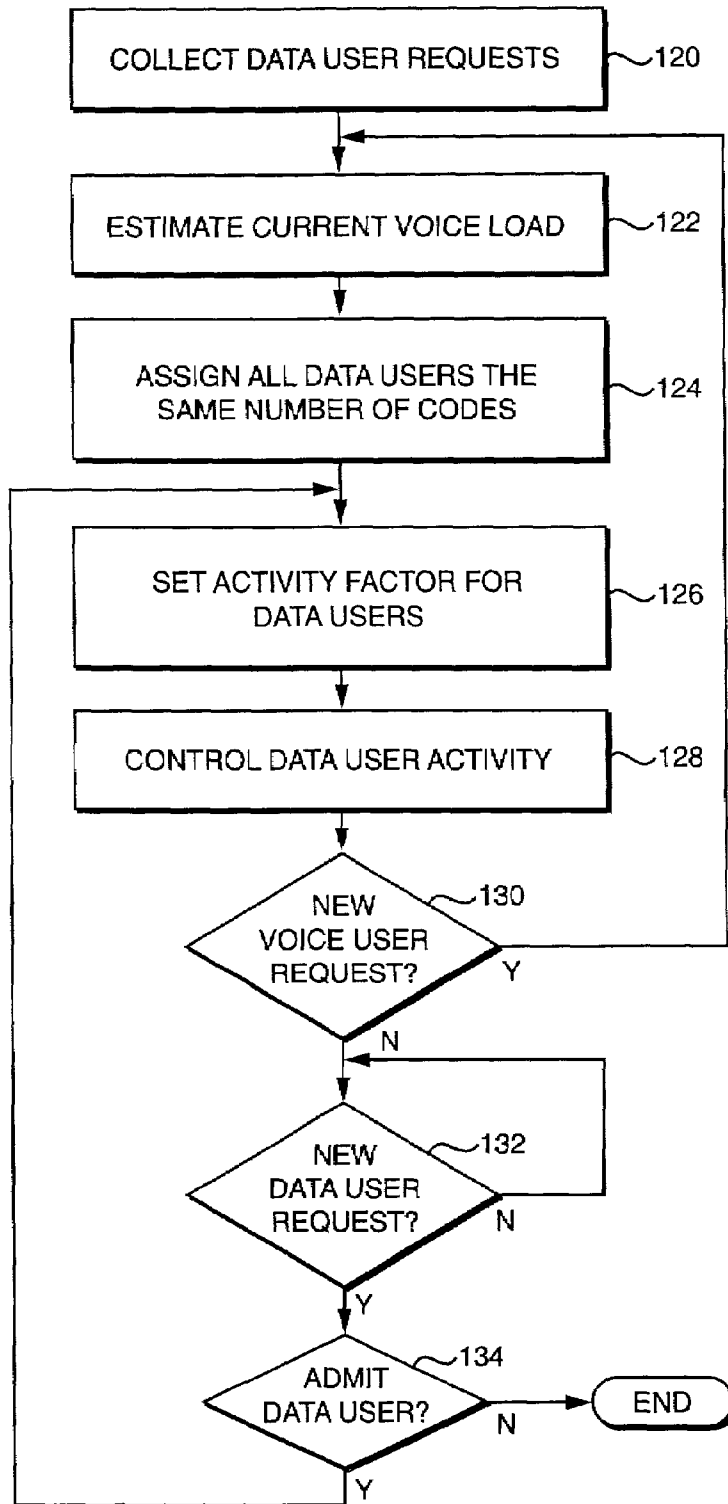 COLLECT DATA USER REQUESTS
120
ESTIMATE CURRENT VOICE LOAD
122
ASSIGN ALL DATA USERS THE
SAME NUMBER OF CODES
124
SET ACTIVITY FACTOR FOR
DATA USERS
126
CONTROL DATA USER ACTIVITY
128
NEW
VOICE USER
REQUEST?
130
Y
N
NEW
DATA USER
REQUEST?
132
N
Y
ADMIT
DATA USER?
134
N
END
Y